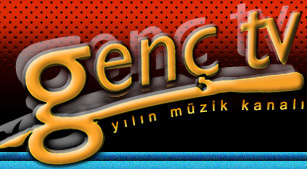 genç tv
yılın müzik kanalı